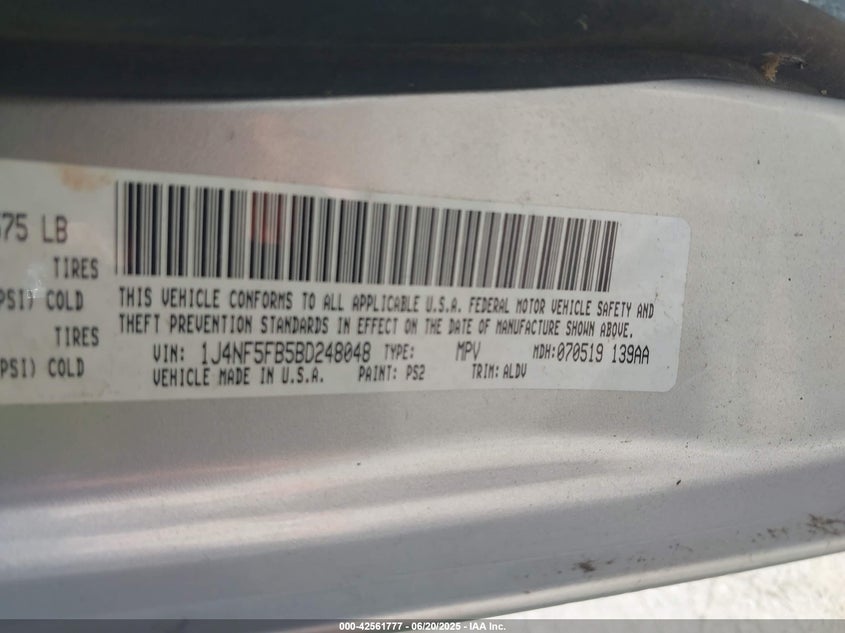 575 LB
TIRES
PSI) COLD
TIRES
PSI) COLD
THIS VEHICLE CONFORMS TO ALL APPLICABLE U.S.A. FEDERAL MOTOR VEHICLE SAFETY AND
THEFT PREVENTION STANDARDS IN EFFECT ON THE DATE OF MANUFACTURE SHOWN ABOVE.
VIN: 1J4NF5FB5BD248048 TYPE: MPV MDH:070519 139AA
VEHICLE MADE IN U.S.A. PAINT: PS2 TRIM: ALDV
000-42561777 - 06/20/2025 - IAA Inc.